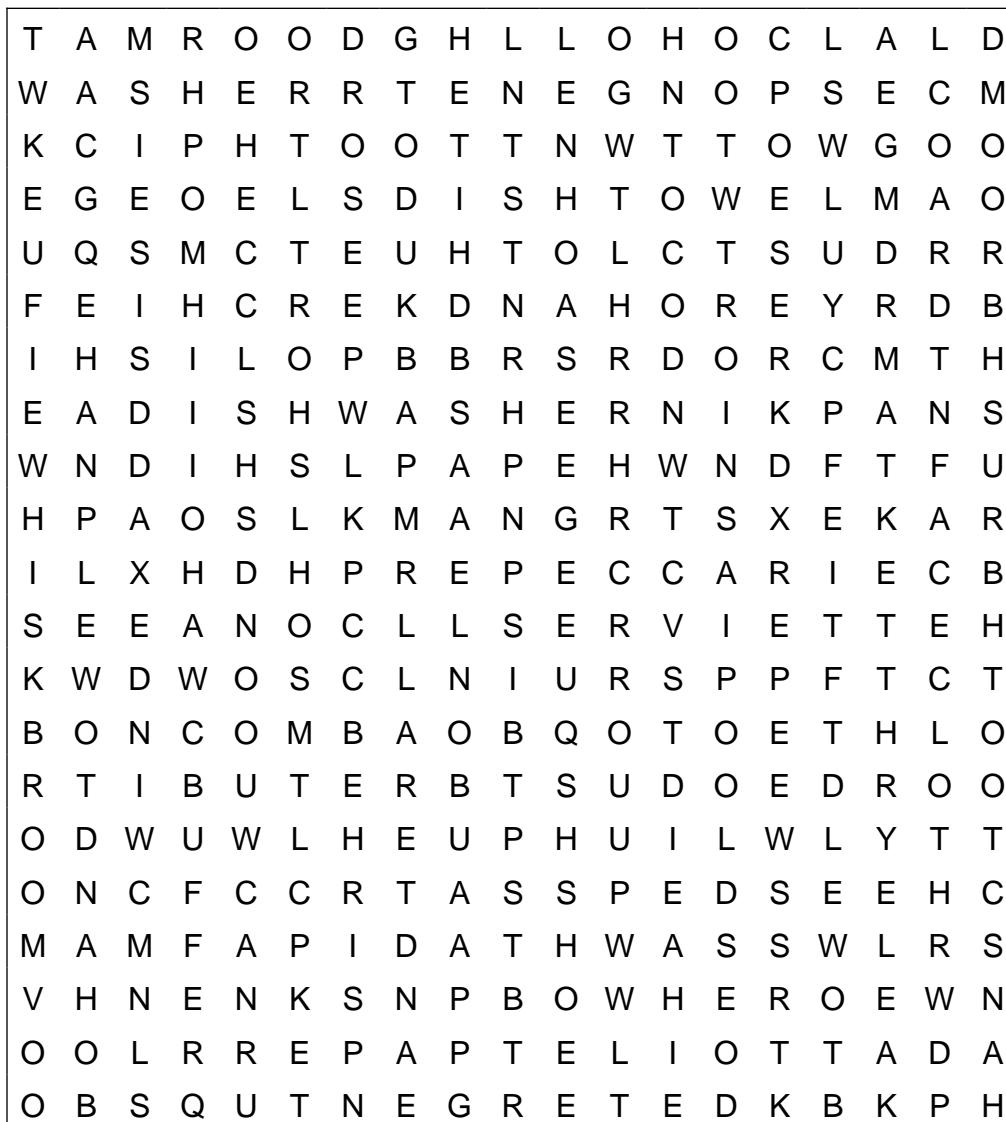 T A M R O O D G H L L O H O C L A L D
W A S H E R R T E N E G N O P S E C M
K C I P H T O O T T N W T T O W G O O
E G E O E L S D I S H T O W E L M A O
U Q S M C T E U H T O L C T S U D R R
F E I H C R E K D N A H O R E Y R D B
I H S I L O P B B R S R D O R C M T H
E A D I S H W A S H E R N I K P A N S
W N D I H S L P A P E H W N D F T F U
H P A O S L K M A N G R T S X E K A R
I L X H D H P R E P E C C A R I E C B
S E E A N O C L L S E R V I E T T E H
K W D W O S C L N I U R S P P F T C T
B O N C O M B A O B Q O T O E T H L O
R T I B U T E R B T S U D O E D R O O
O D W U W L H E U P H U I L W L Y T T
O N C F C C R T A S S P E D S E E H C
M A M F A P I D A T H W A S S W L R S
V H N E N K S N P B O W H E R O E W N
O O L R R E P A P T E L I O T T A D A
O B S Q U T N E G R E T E D K B K P H